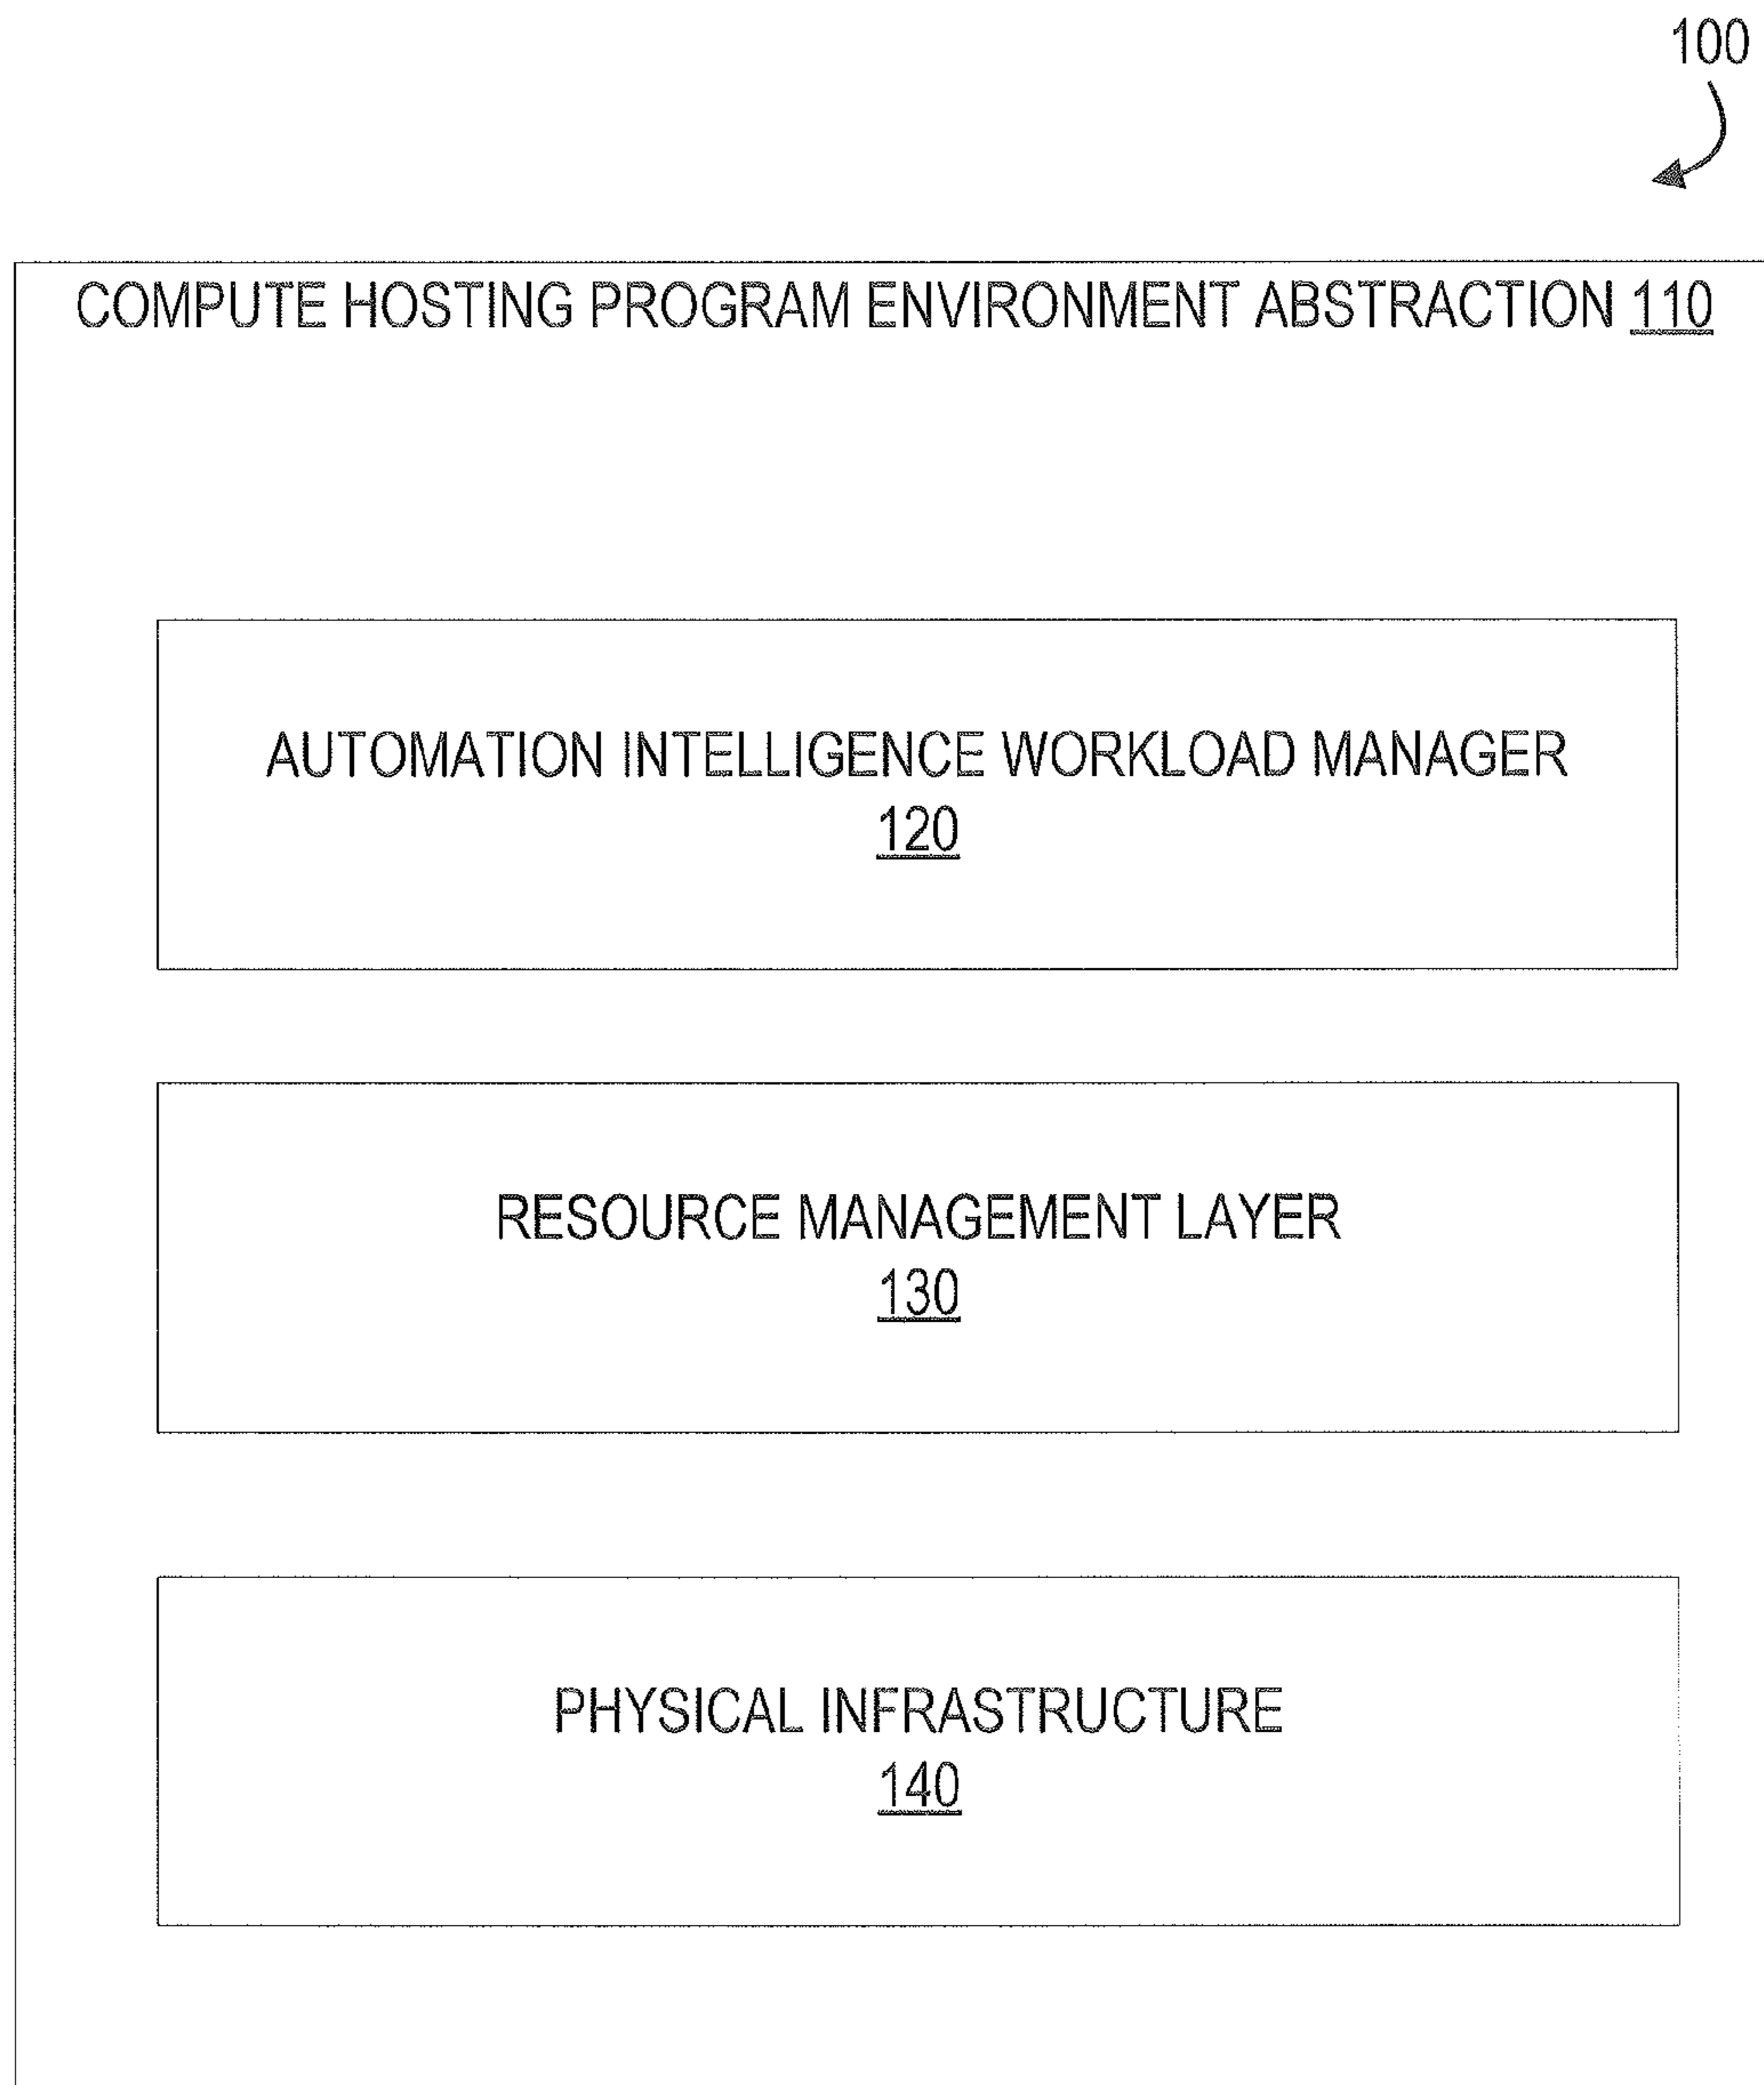 100
COMPUTE HOSTING PROGRAM ENVIRONMENT ABSTRACTION 110
AUTOMATION INTELLIGENCE WORKLOAD MANAGER
120
RESOURCE MANAGEMENT LAYER
130
PHYSICAL INFRASTRUCTURE
140